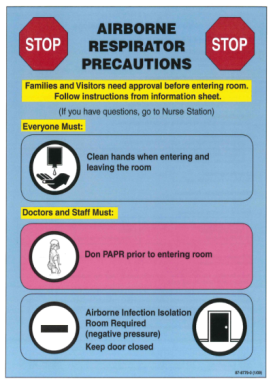 STOP
AIRBORNE
RESPIRATOR
PRECAUTIONS
STOP
Families and Visitors need approval before entering room.
Follow instructions from information sheet.
(If you have questions, go to Nurse Station)
Everyone Must:
Clean hands when entering and
leaving the room
Doctors and Staff Must:
Don PAPR prior to entering room
Airborne Infection Isolation
Room Required
(negative pressure)
Keep door closed